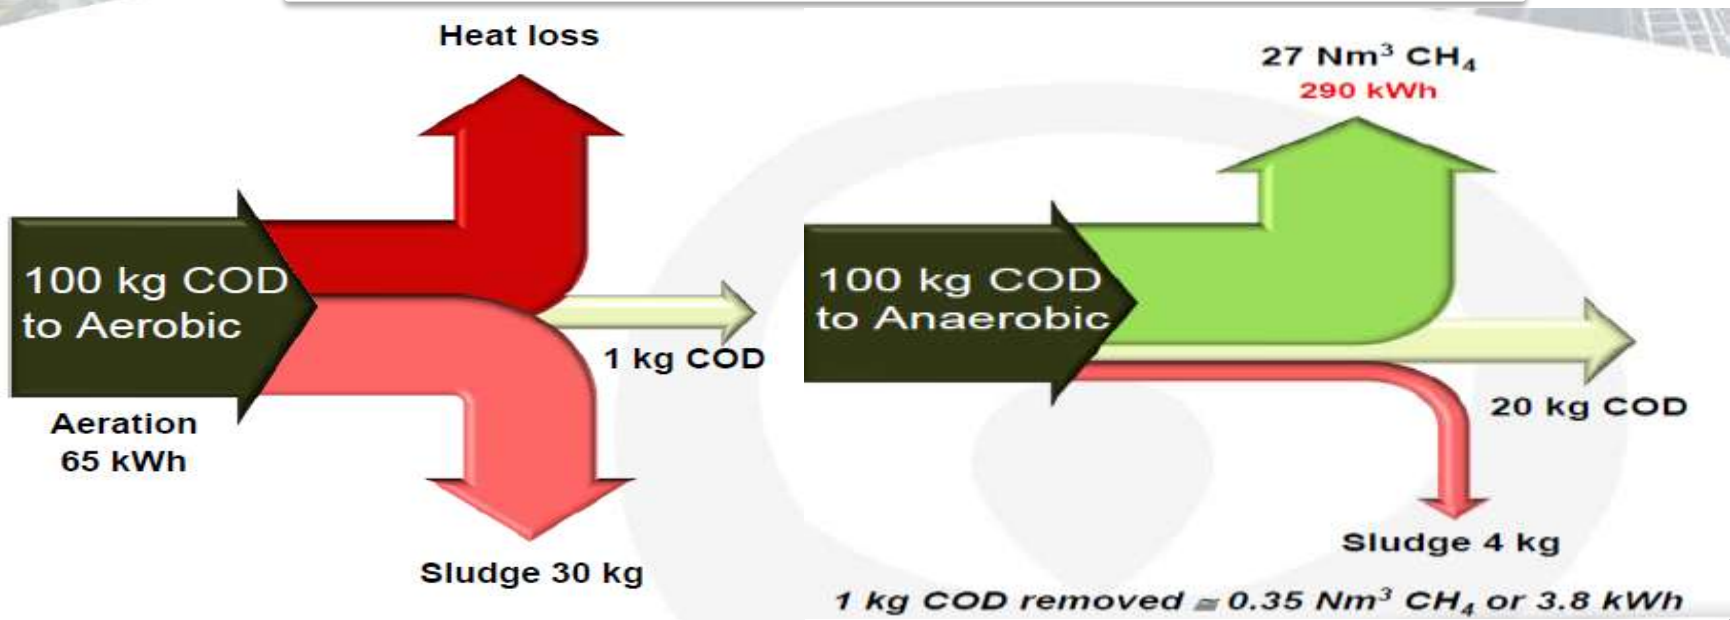 Heat loss
100 kg COD
to Aerobic
1 kg COD
Aeration
65 kWh
Sludge 30 kg
27 Nm³ CH₄
290 kWh
100 kg COD
to Anaerobic
20 kg COD
Sludge 4 kg
1 kg COD removed ≅ 0.35 Nm³ CH₄ or 3.8 kWh